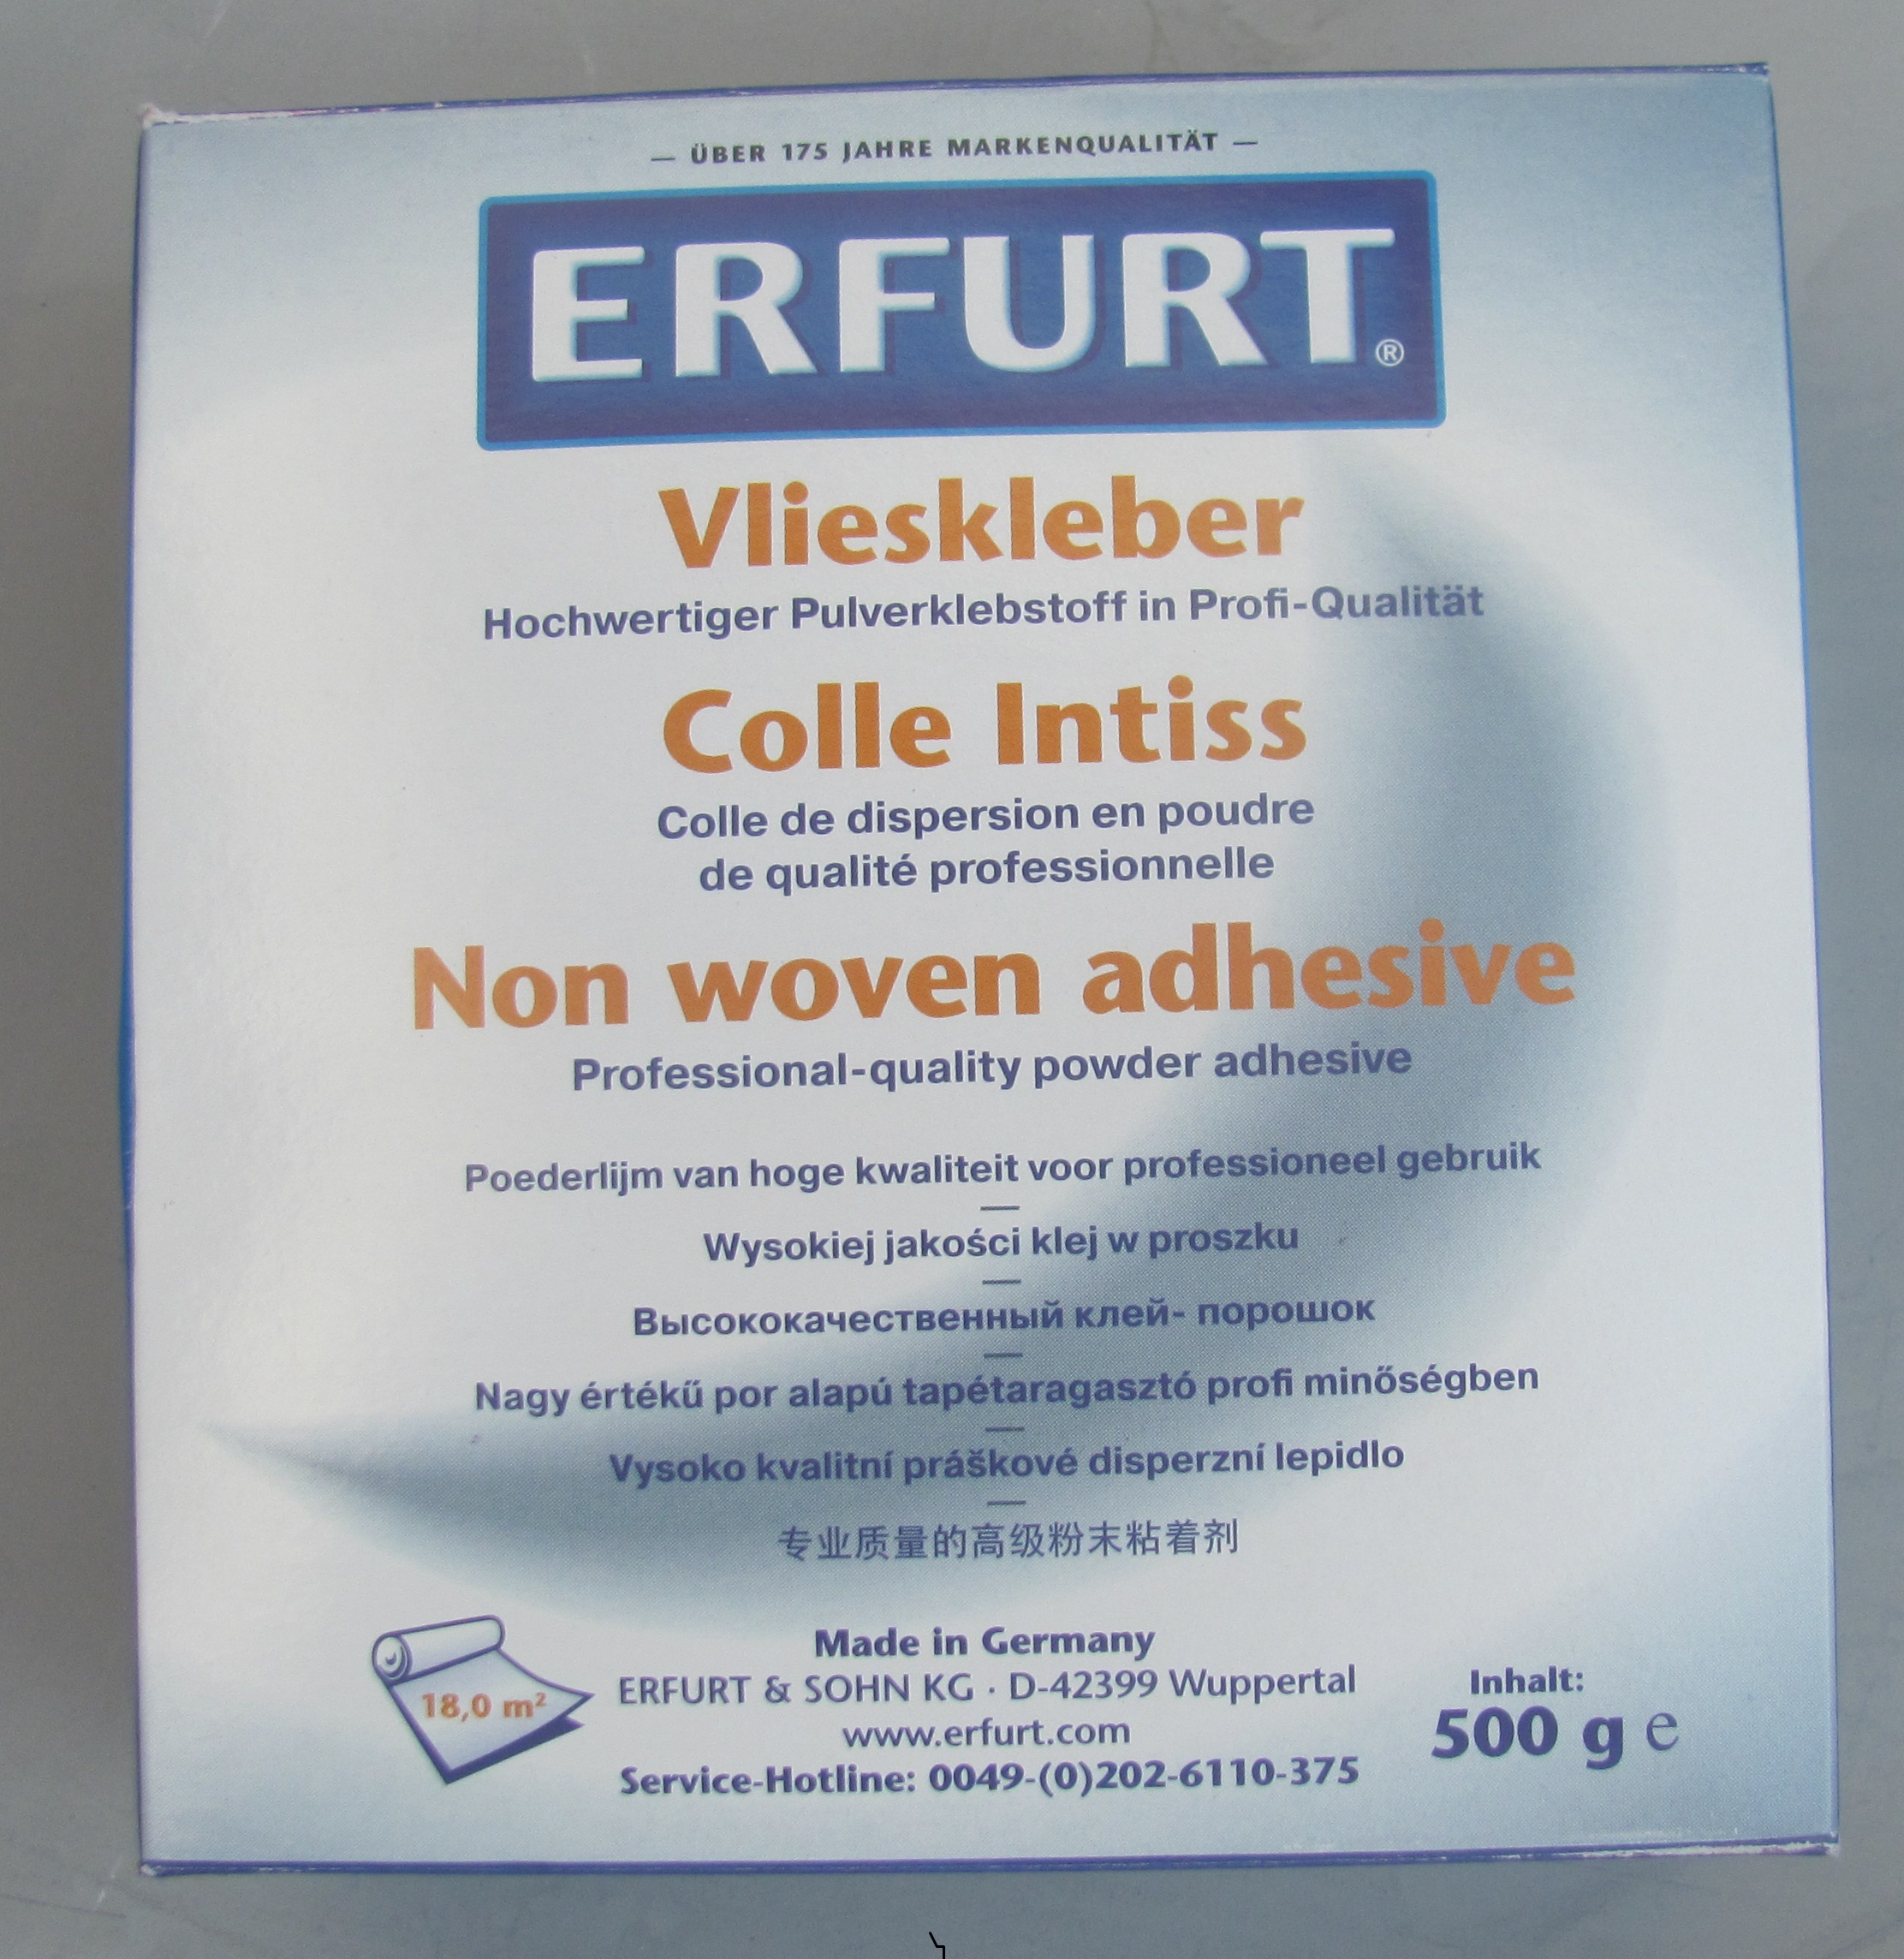 — ÜBER 175 JAHRE MARKENQUALITÄT —
ERFURT®
Vlieskleber
Hochwertiger Pulverklebstoff in Profi-Qualität
Colle Intiss
Colle de dispersion en poudre
de qualité professionnelle
Non woven adhesive
Professional-quality powder adhesive
Poederlijm van hoge kwaliteit voor professioneel gebruik
—
Wysokiej jakości klej w proszku
—
Высококачественный клей- порошок
—
Nagy értékű por alapú tapétaragasztó profi minőségben
—
Vysoko kvalitní práškové disperzní lepidlo
—
专业质量的高级粉末粘着剂
18,0 m²
Made in Germany
ERFURT & SOHN KG · D-42399 Wuppertal
www.erfurt.com
Service-Hotline: 0049-(0)202-6110-375
Inhalt:
500 g e